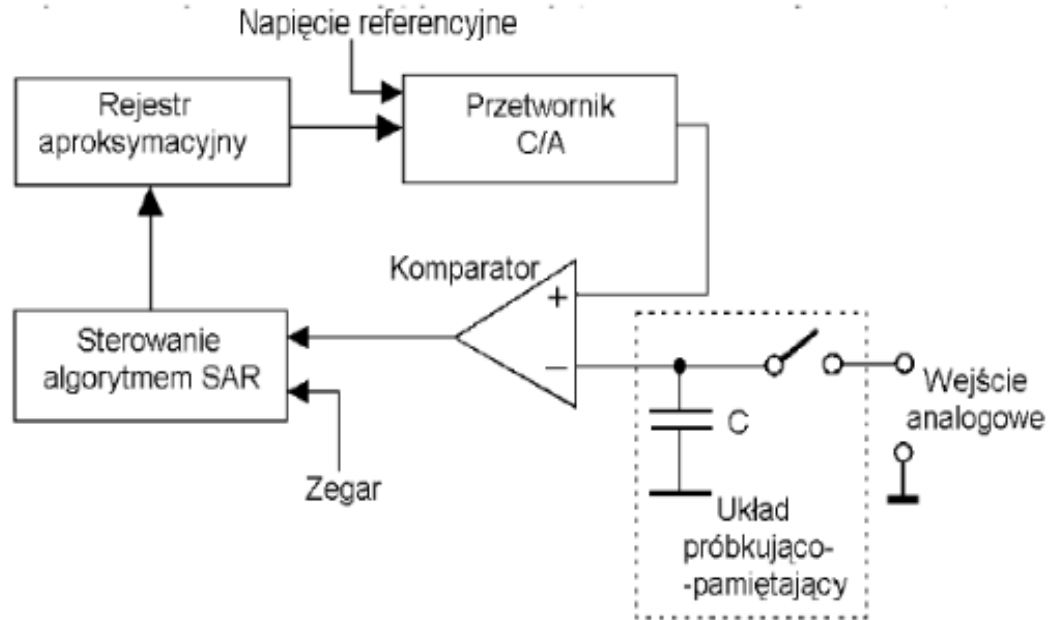 Napięcie referencyjne
Rejestr
aproksymacyjny
Przetwornik
C/A
Komparator
+
−
Sterowanie
algorytmem SAR
Zegar
C
Wejście
analogowe
Układ
próbkująco-
-pamiętający